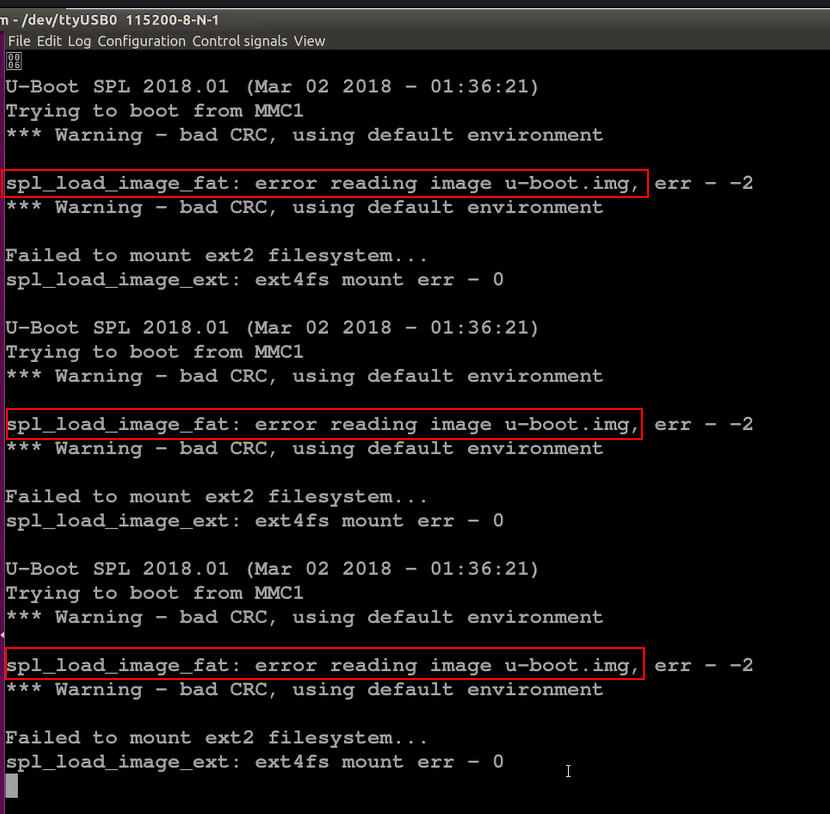 m - /dev/ttyUSB0 115200-8-N-1
File Edit Log Configuration Control signals View
00
06
U-Boot SPL 2018.01 (Mar 02 2018 - 01:36:21)
Trying to boot from MMC1
*** Warning - bad CRC, using default environment
spl_load_image_fat: error reading image u-boot.img, err - -2
*** Warning - bad CRC, using default environment
Failed to mount ext2 filesystem...
spl_load_image_ext: ext4fs mount err - 0
U-Boot SPL 2018.01 (Mar 02 2018 - 01:36:21)
Trying to boot from MMC1
*** Warning - bad CRC, using default environment
spl_load_image_fat: error reading image u-boot.img, err - -2
*** Warning - bad CRC, using default environment
Failed to mount ext2 filesystem...
spl_load_image_ext: ext4fs mount err - 0
U-Boot SPL 2018.01 (Mar 02 2018 - 01:36:21)
Trying to boot from MMC1
*** Warning - bad CRC, using default environment
spl_load_image_fat: error reading image u-boot.img, err - -2
*** Warning - bad CRC, using default environment
Failed to mount ext2 filesystem...
spl_load_image_ext: ext4fs mount err - 0